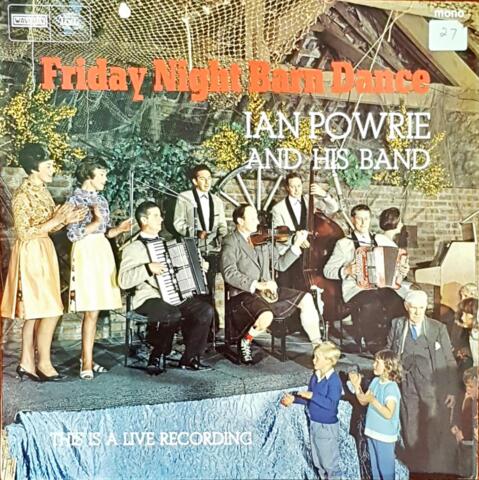 mono
27
Friday Night Barn Dance
IAN POWRIE
AND HIS BAND
THIS IS A LIVE RECORDING